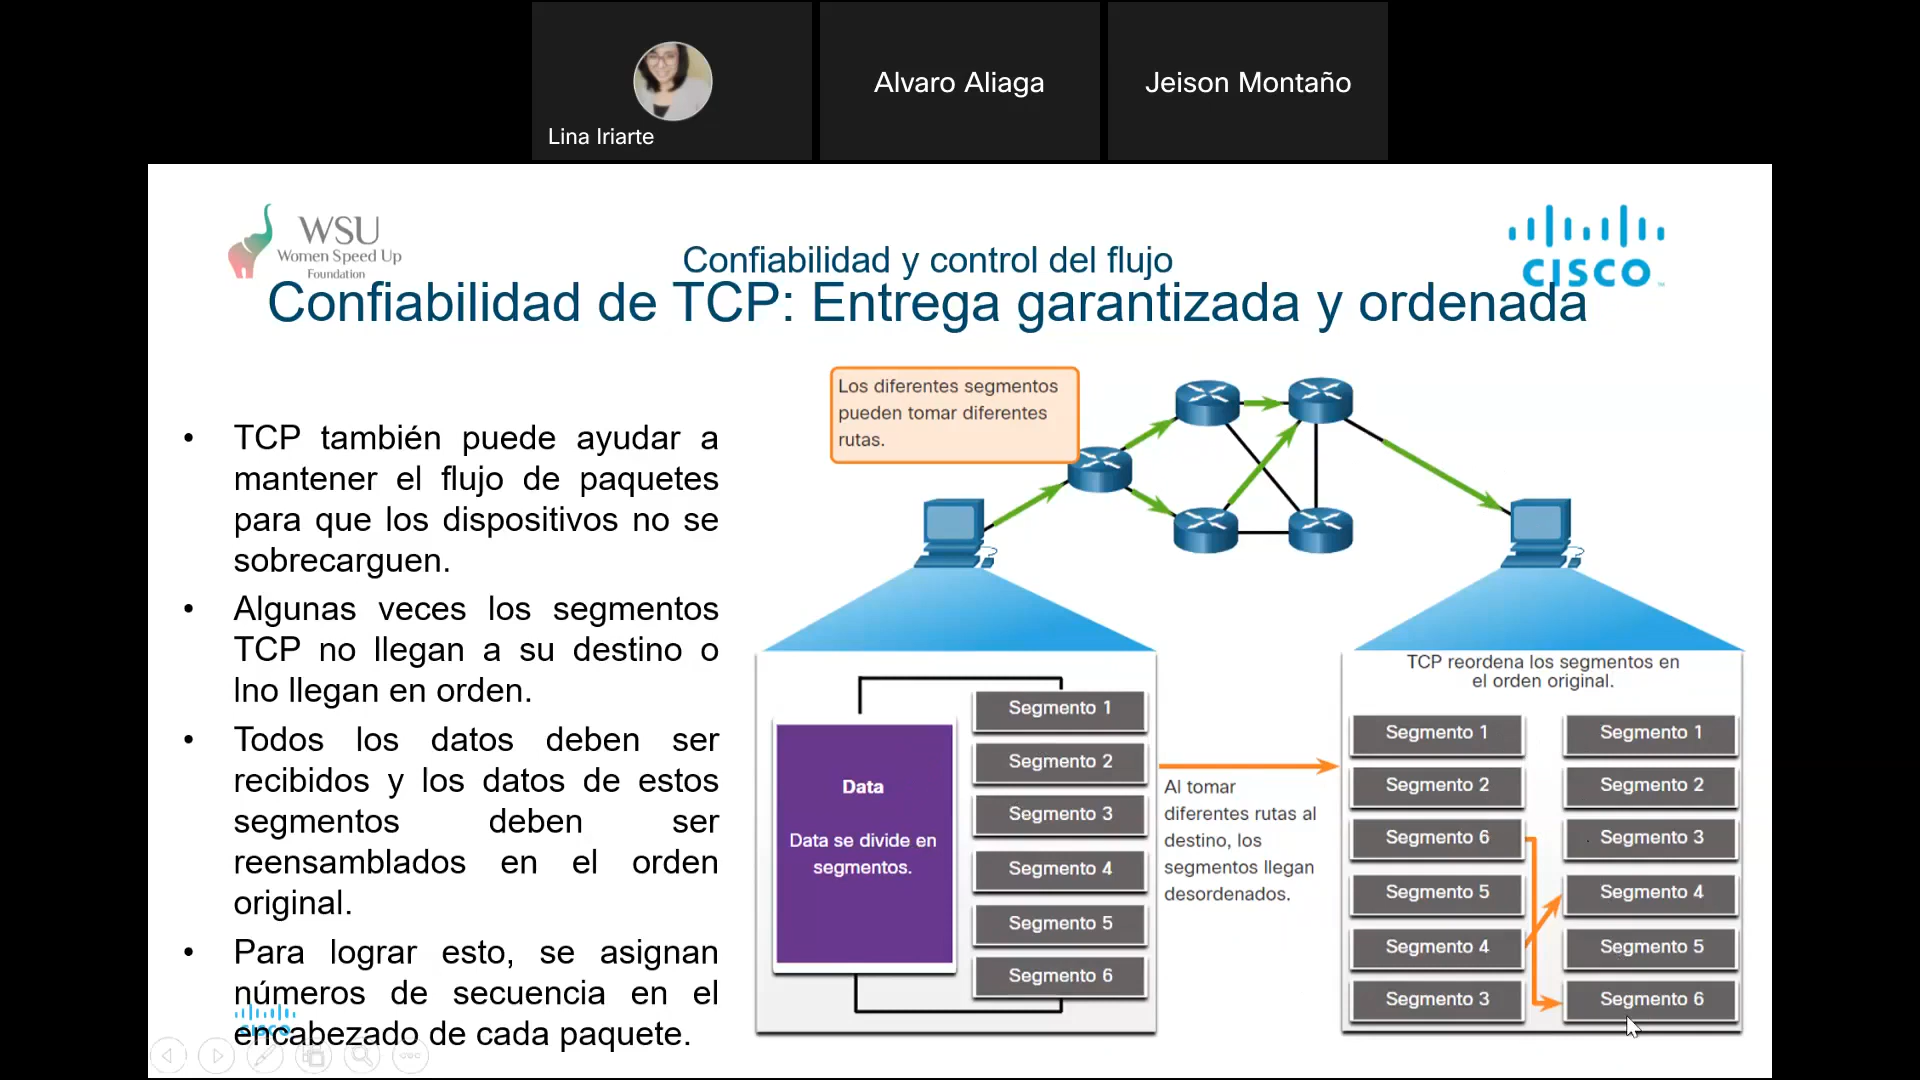 Lina Iriarte
Alvaro Aliaga
Jeison Montaño
WSU
Women Speed Up
Foundation
CISCO
Confiabilidad y control del flujo
Confiabilidad de TCP: Entrega garantizada y ordenada
• TCP también puede ayudar a
mantener el flujo de paquetes
para que los dispositivos no se
sobrecarguen.
• Algunas veces los segmentos
TCP no llegan a su destino o
lno llegan en orden.
• Todos los datos deben ser
recibidos y los datos de estos
segmentos deben ser
reensamblados en el orden
original.
• Para lograr esto, se asignan
números de secuencia en el
encabezado de cada paquete.
CISCO
Los diferentes segmentos
pueden tomar diferentes
rutas.
Data
Data se divide en
segmentos.
Segmento 1
Segmento 2
Segmento 3
Segmento 4
Segmento 5
Segmento 6
Al tomar
diferentes rutas al
destino, los
segmentos llegan
desordenados.
TCP reordena los segmentos en
el orden original.
Segmento 1
Segmento 2
Segmento 6
Segmento 5
Segmento 4
Segmento 3
Segmento 1
Segmento 2
Segmento 3
Segmento 4
Segmento 5
Segmento 6